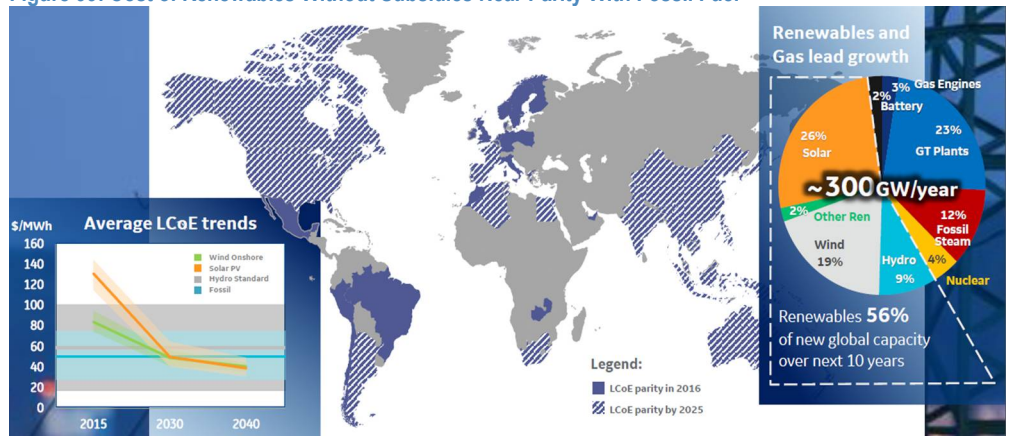 Renewables and
Gas lead growth
2%
Battery
3% Gas Engines
23%
GT Plants
26%
Solar
~300 GW/year
2%
Other Ren
12%
Fossil
Steam
Wind
19%
Hydro
9%
4%
Nuclear
Renewables 56%
of new global capacity
over next 10 years
Average LCoE trends
$/MWh
160
140
120
100
80
60
40
20
0
Wind Onshore
Solar PV
Hydro Standard
Fossil
2015
2030
2040
Legend:
LCoE parity in 2016
LCoE parity by 2025